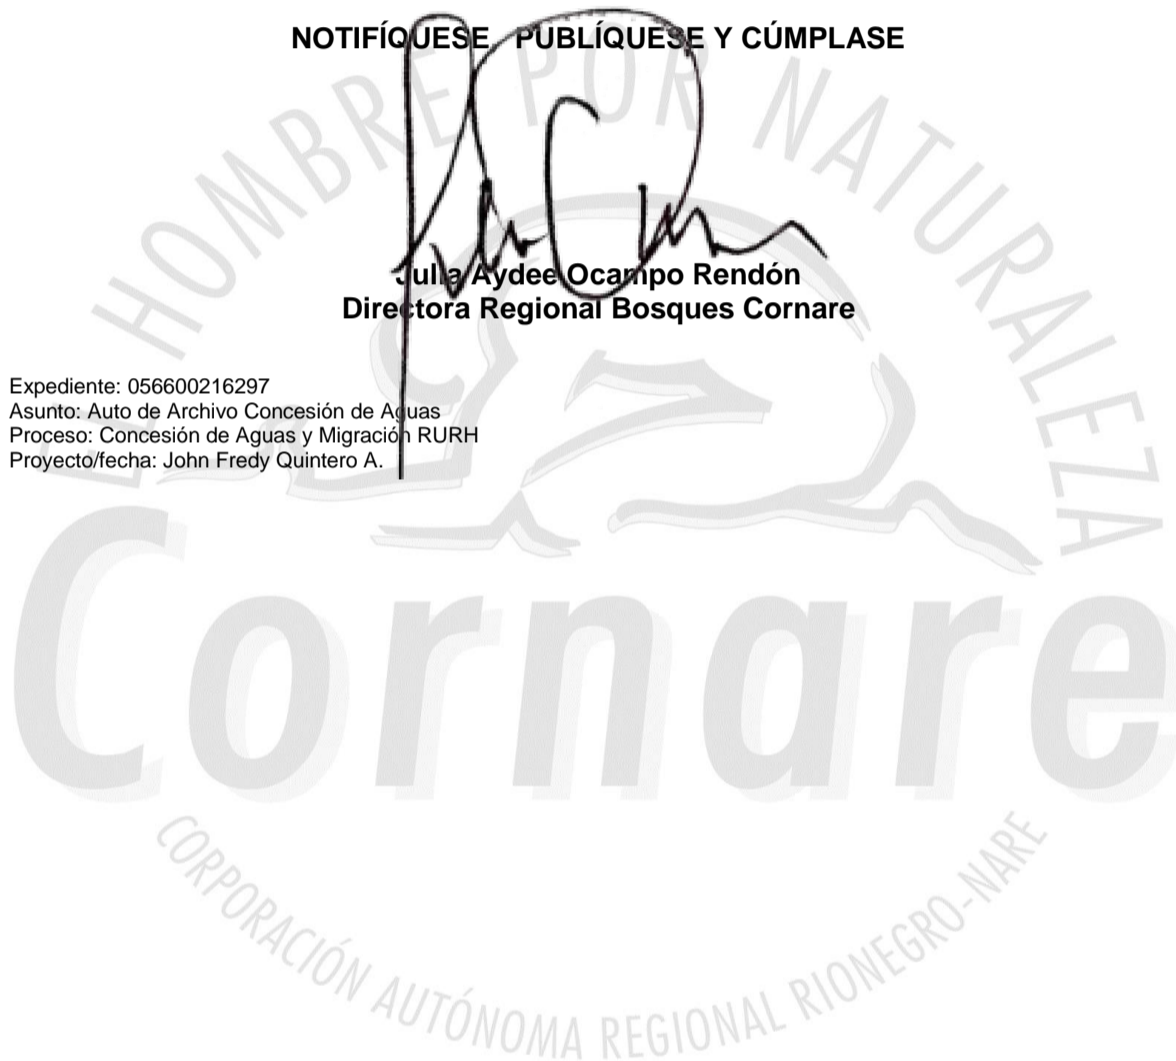 NOTIFÍQUESE PUBLÍQUESE Y CÚMPLASE
Julia Aydee Ocampo Rendón
Directora Regional Bosques Cornare
Expediente: 056600216297
Asunto: Auto de Archivo Concesión de Aguas
Proceso: Concesión de Aguas y Migración RURH
Proyecto/fecha: John Fredy Quintero A.
EL HOMBRE POR NATURALEZA
Cornare
CORPORACIÓN AUTÓNOMA REGIONAL RIONEGRO-NARE